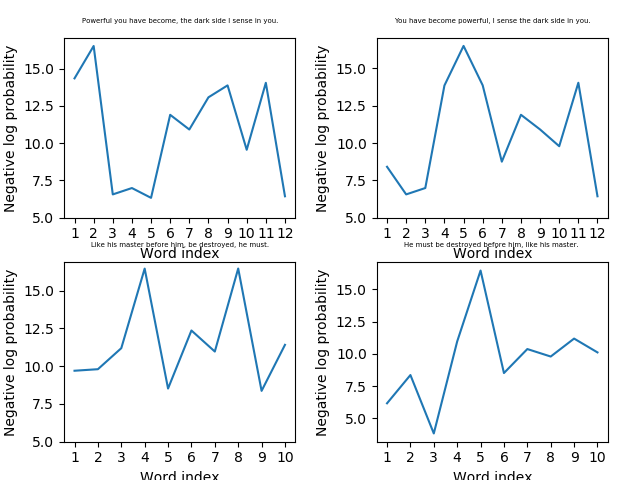 Powerful you have become, the dark side I sense in you.
You have become powerful, I sense the dark side in you.
Negative log probability
15.0
12.5
10.0
7.5
5.0
1 2 3 4 5 6 7 8 9 10 11 12
Word index
Negative log probability
15.0
12.5
10.0
7.5
5.0
1 2 3 4 5 6 7 8 9 10 11 12
Word index
Like his master before him, be destroyed, he must.
He must be destroyed before him, like his master.
Negative log probability
15.0
12.5
10.0
7.5
5.0
1 2 3 4 5 6 7 8 9 10
Word index
Negative log probability
15.0
12.5
10.0
7.5
5.0
1 2 3 4 5 6 7 8 9 10
Word index